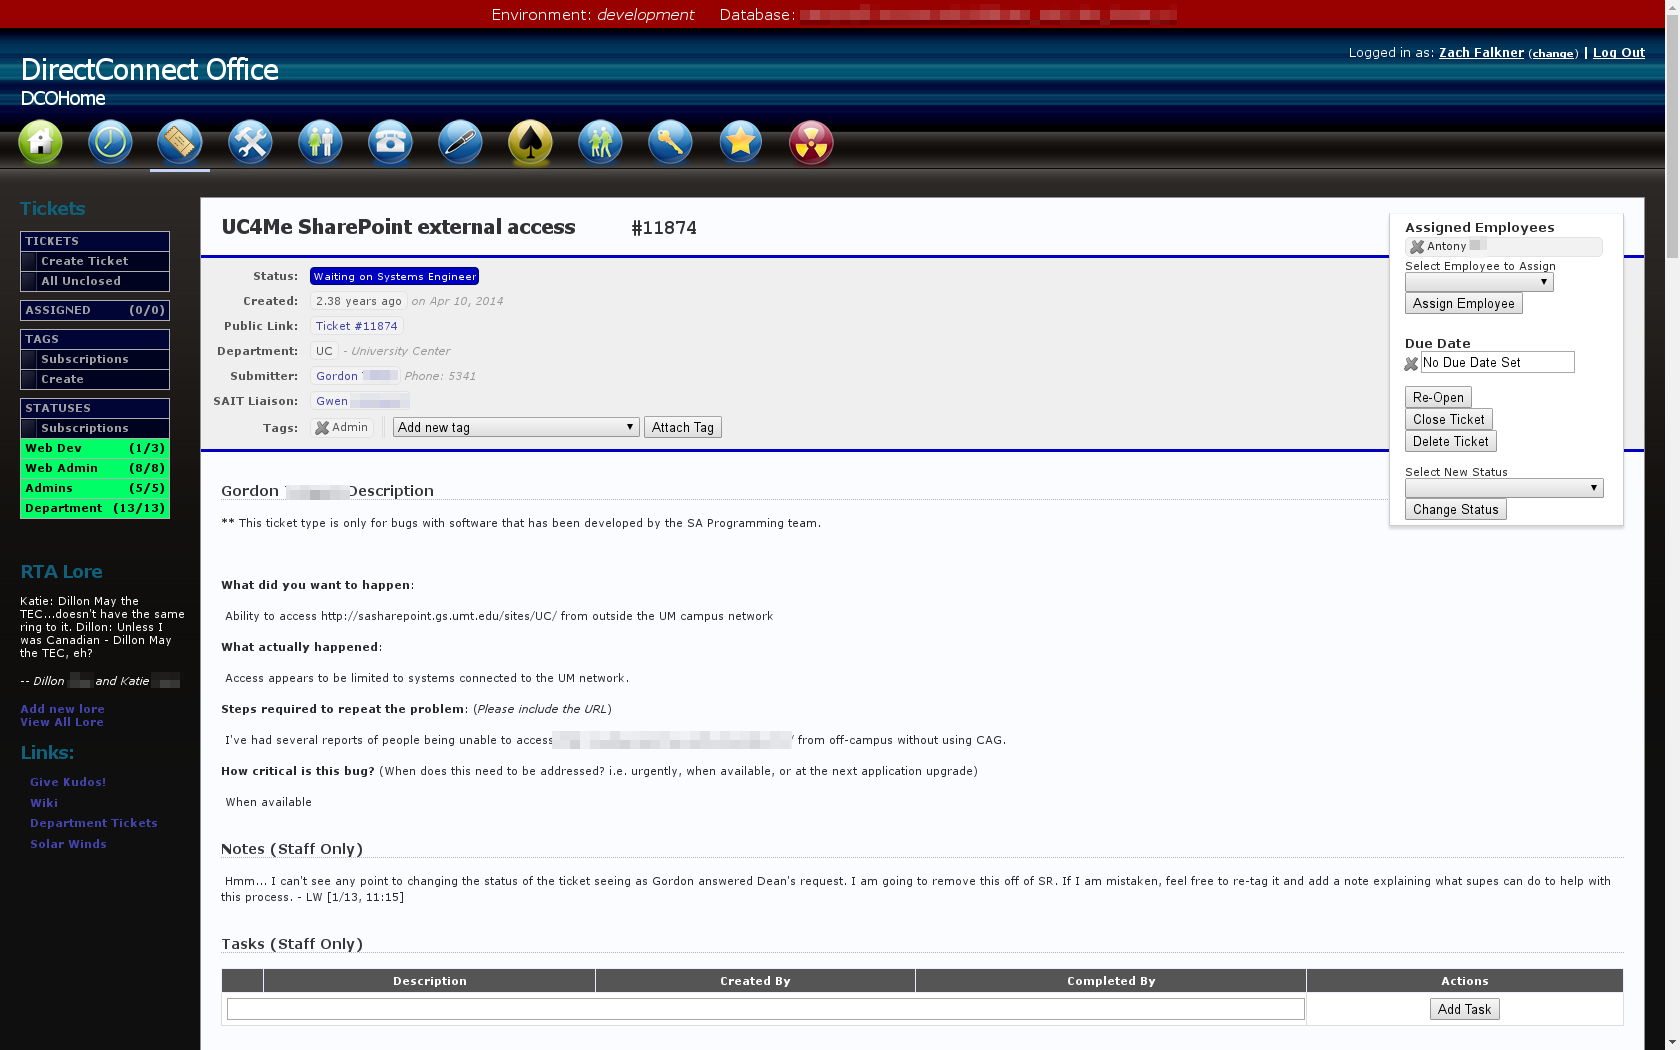 Environment: development Database:
Logged in as: Zach Falkner (change) | Log Out
DirectConnect Office
DCOHome
Tickets
TICKETS
Create Ticket
All Unclosed
ASSIGNED (0/0)
TAGS
Subscriptions
Create
STATUSES
Subscriptions
Web Dev (1/3)
Web Admin (8/8)
Admins (5/5)
Department (13/13)
RTA Lore
Katie: Dillon May the
TEC...doesn't have the same
ring to it. Dillon: Unless I
was Canadian - Dillon May
the TEC, eh?
-- Dillon and Katie
Add new lore
View All Lore
Links:
Give Kudos!
Wiki
Department Tickets
Solar Winds
UC4Me SharePoint external access #11874
Status: Waiting on Systems Engineer
Created: 2.38 years ago on Apr 10, 2014
Public Link: Ticket #11874
Department: UC - University Center
Submitter: Gordon Phone: 5341
SAIT Liaison: Gwen
Tags: Admin Add new tag Attach Tag
Assigned Employees
Antony
Select Employee to Assign
Assign Employee
Due Date
No Due Date Set
Re-Open
Close Ticket
Delete Ticket
Select New Status
Change Status
Gordon Description
** This ticket type is only for bugs with software that has been developed by the SA Programming team.
What did you want to happen:
Ability to access http://sasharepoint.gs.umt.edu/sites/UC/ from outside the UM campus network
What actually happened:
Access appears to be limited to systems connected to the UM network.
Steps required to repeat the problem: (Please include the URL)
I've had several reports of people being unable to access / from off-campus without using CAG.
How critical is this bug? (When does this need to be addressed? i.e. urgently, when available, or at the next application upgrade)
When available
Notes (Staff Only)
Hmm... I can't see any point to changing the status of the ticket seeing as Gordon answered Dean's request. I am going to remove this off of SR. If I am mistaken, feel free to re-tag it and add a note explaining what supes can do to help with
this process. - LW [1/13, 11:15]
Tasks (Staff Only)
Description Created By Completed By Actions
Add Task